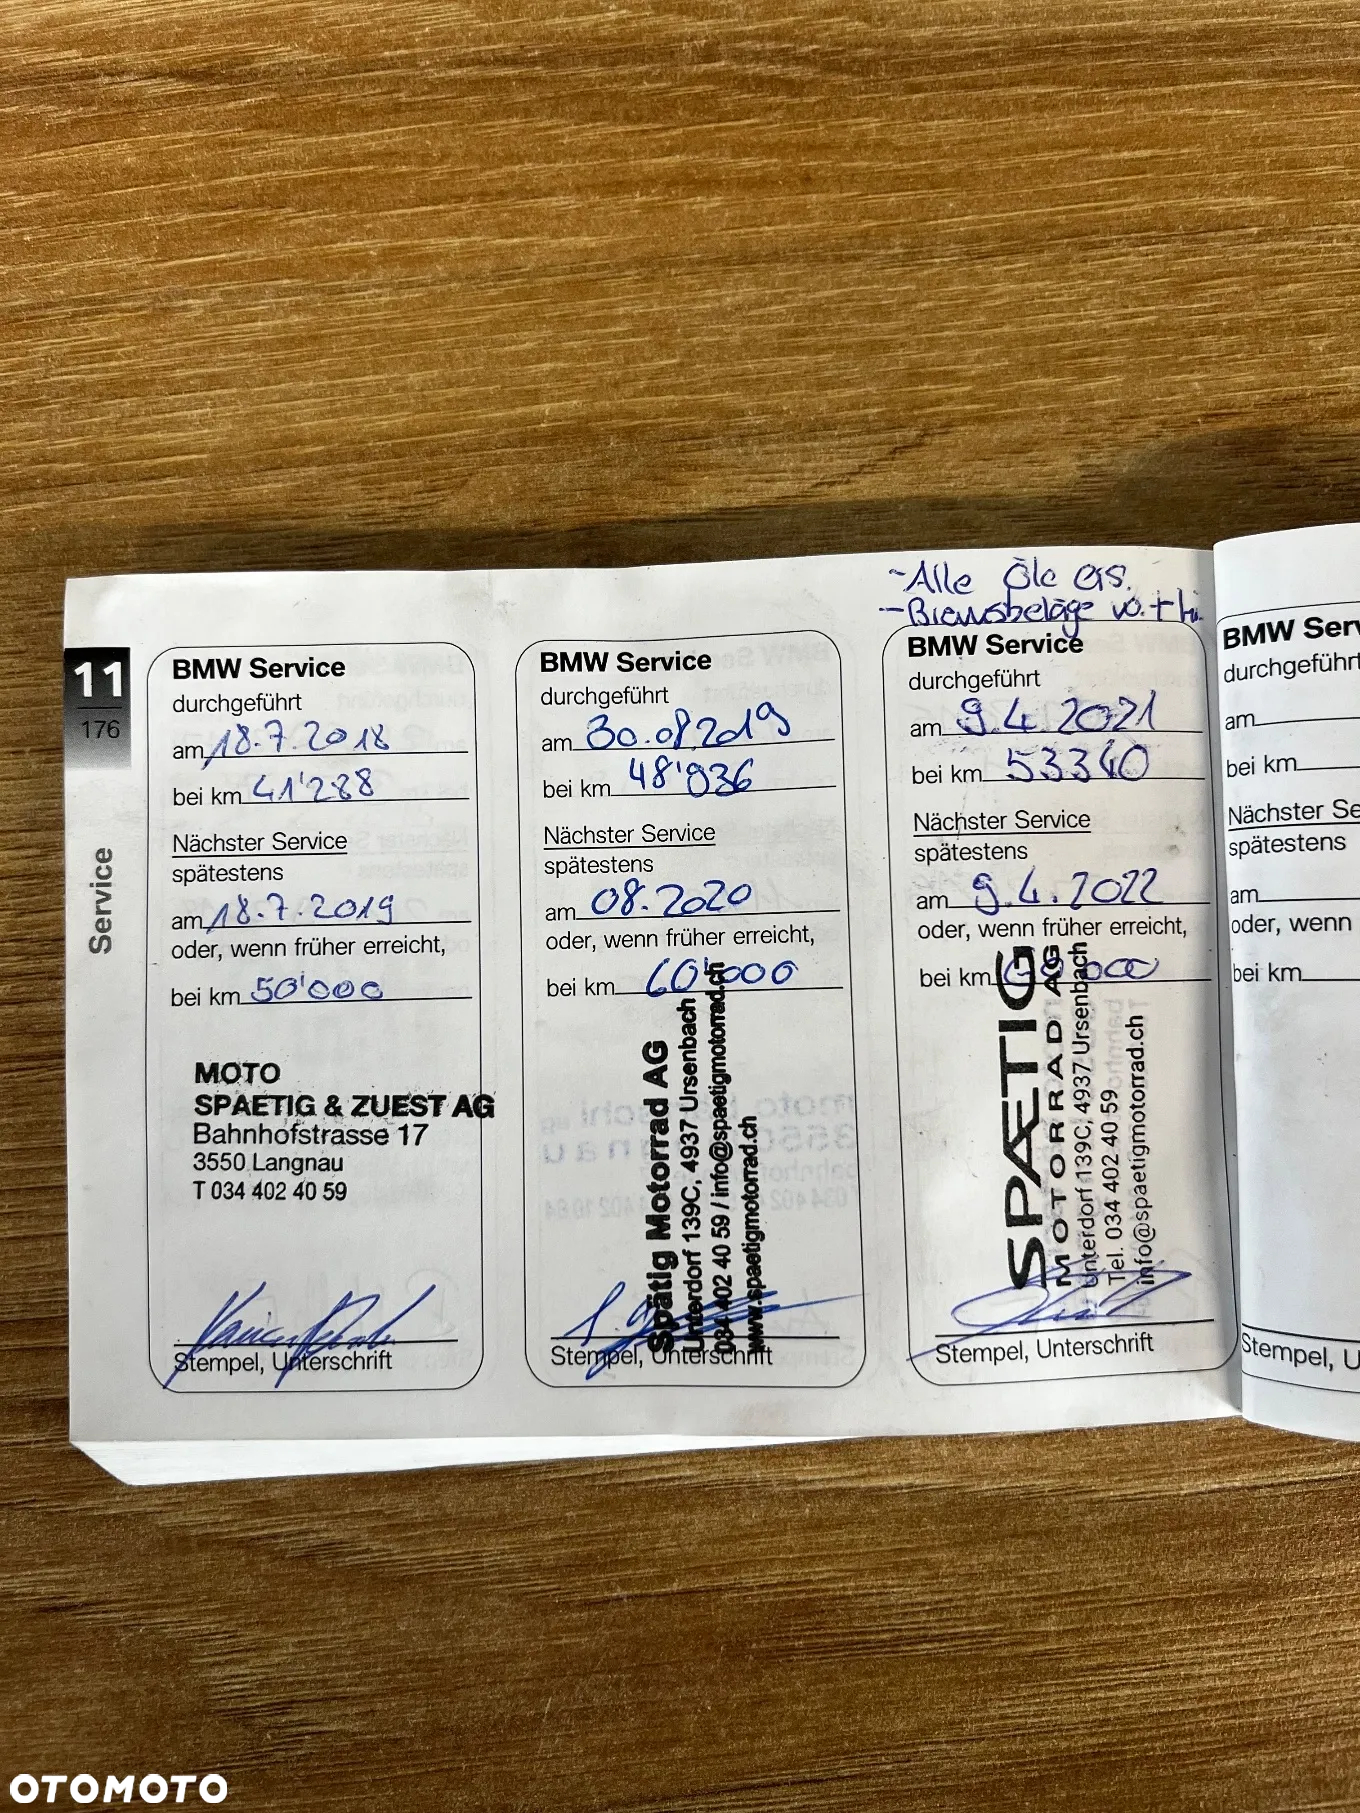 -Alle Öle ers.
-Bremsbeläge vo. + hi.
11
176
Service
BMW Service
durchgeführt
am 18.7.2018
bei km 41'288
Nächster Service
spätestens
am 18.7.2019
oder, wenn früher erreicht,
bei km 50'000
MOTO
SPAETIG & ZUEST AG
Bahnhofstrasse 17
3550 Langnau
T 034 402 40 59
Stempel, Unterschrift
BMW Service
durchgeführt
am 30.08.2019
bei km 48'936
Nächster Service
spätestens
am 08.2020
oder, wenn früher erreicht,
bei km 60'000
Spätig Motorrad AG
Unterdorf 139C, 4937 Ursenbach
034 402 40 59 / info@spaetigmotorrad.ch
www.spaetigmotorrad.ch
Stempel, Unterschrift
BMW Service
durchgeführt
am 9.4.2021
bei km 53340
Nächster Service
spätestens
am 9.4.2022
oder, wenn früher erreicht,
bei km
SPAETIG
MOTORRAD AG
Unterdorf 139C, 4937 Ursenbach
Tel. 034 402 40 59
info@spaetigmotorrad.ch
Stempel, Unterschrift
BMW Serv
durchgeführt
am
bei km
Nächster Se
spätestens
am
oder, wenn
bei km
Stempel, U
OTOMOTO